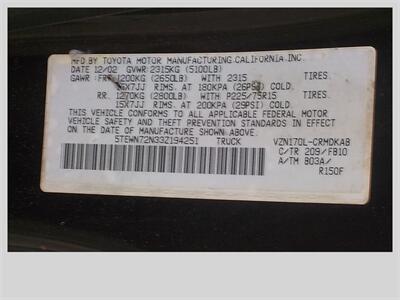 MFD.BY TOYOTA MOTOR MANUFACTURING,CALIFORNIA.INC.
DATE 12/02 GVWR:2315KG (5100LB)
GAWR : FRT. 1200KG (2650LB) WITH 2315 TIRES.
15X7JJ RIMS. AT 180KPA (26PSI) COLD.
RR. 1270KG (2800LB) WITH P225/75R15 TIRES.
15X7JJ RIMS. AT 200KPA (29PSI) COLD.
THIS VEHICLE CONFORMS TO ALL APPLICABLE FEDERAL MOTOR
VEHICLE SAFETY AND THEFT PREVENTION STANDARDS IN
EFFECT ON THE DATE OF MANUFACTURE SHOWN ABOVE.
5TEWN72N33Z194251 TRUCK VZN170L-CRMDKAB
C/TR 209/FB10
A/TM 803A/
R150F